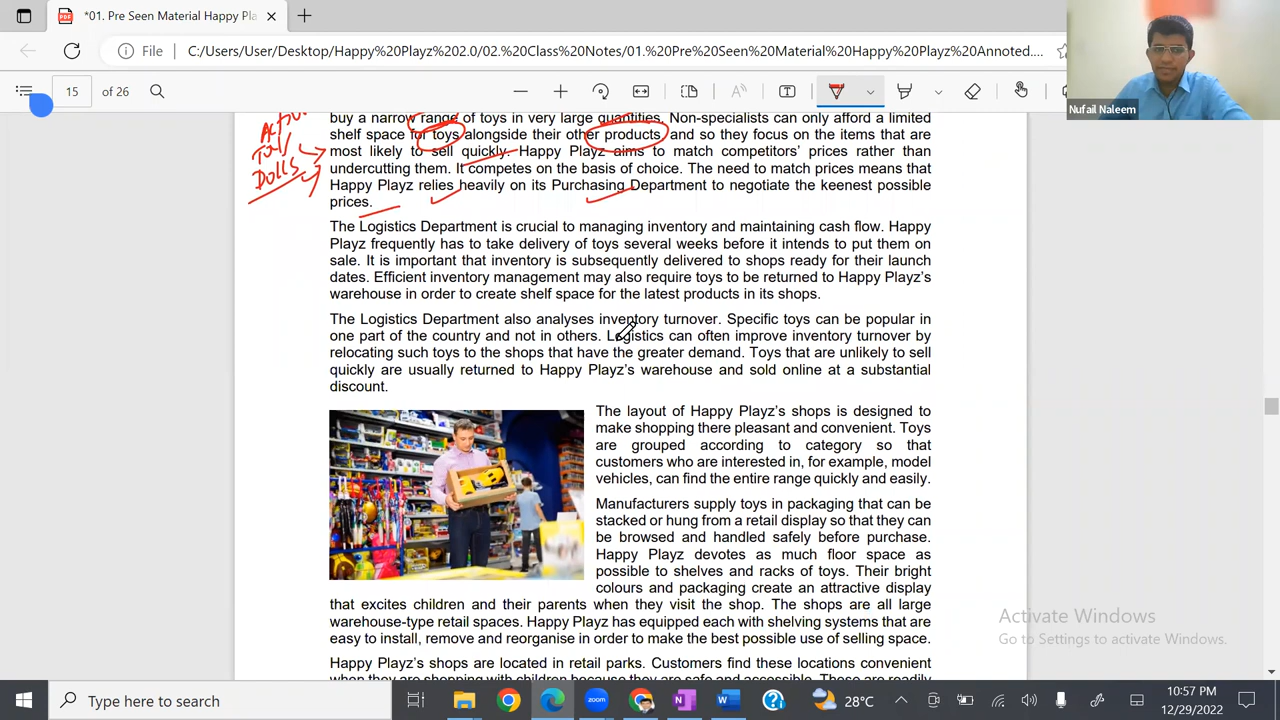 *01. Pre Seen Material Happy Pla
File
C:/Users/User/Desktop/Happy%20Playz%202.0/02.%20Class%20Notes/01.%20Pre%20Seen%20Material%20Happy%20Playz%20Annoted....
15 of 26
Nufail Naleem
buy a narrow range of toys in very large quantities. Non-specialists can only afford a limited
shelf space for toys alongside their other products and so they focus on the items that are
most likely to sell quickly. Happy Playz aims to match competitors' prices rather than
undercutting them. It competes on the basis of choice. The need to match prices means that
Happy Playz relies heavily on its Purchasing Department to negotiate the keenest possible
prices.
Toys
DOLLS
The Logistics Department is crucial to managing inventory and maintaining cash flow. Happy
Playz frequently has to take delivery of toys several weeks before it intends to put them on
sale. It is important that inventory is subsequently delivered to shops ready for their launch
dates. Efficient inventory management may also require toys to be returned to Happy Playz's
warehouse in order to create shelf space for the latest products in its shops.
The Logistics Department also analyses inventory turnover. Specific toys can be popular in
one part of the country and not in others. Logistics can often improve inventory turnover by
relocating such toys to the shops that have the greater demand. Toys that are unlikely to sell
quickly are usually returned to Happy Playz's warehouse and sold online at a substantial
discount.
The layout of Happy Playz's shops is designed to
make shopping there pleasant and convenient. Toys
are grouped according to category so that
customers who are interested in, for example, model
vehicles, can find the entire range quickly and easily.
Manufacturers supply toys in packaging that can be
stacked or hung from a retail display so that they can
be browsed and handled safely before purchase.
Happy Playz devotes as much floor space as
possible to shelves and racks of toys. Their bright
colours and packaging create an attractive display
that excites children and their parents when they visit the shop. The shops are all large
warehouse-type retail spaces. Happy Playz has equipped each with shelving systems that are
easy to install, remove and reorganise in order to make the best possible use of selling space.
Happy Playz's shops are located in retail parks. Customers find these locations convenient
when they are shopping with children because they are safe and accessible. These are readily
Activate Windows
Go to Settings to activate Windows.
Type here to search
28°C
10:57 PM
12/29/2022